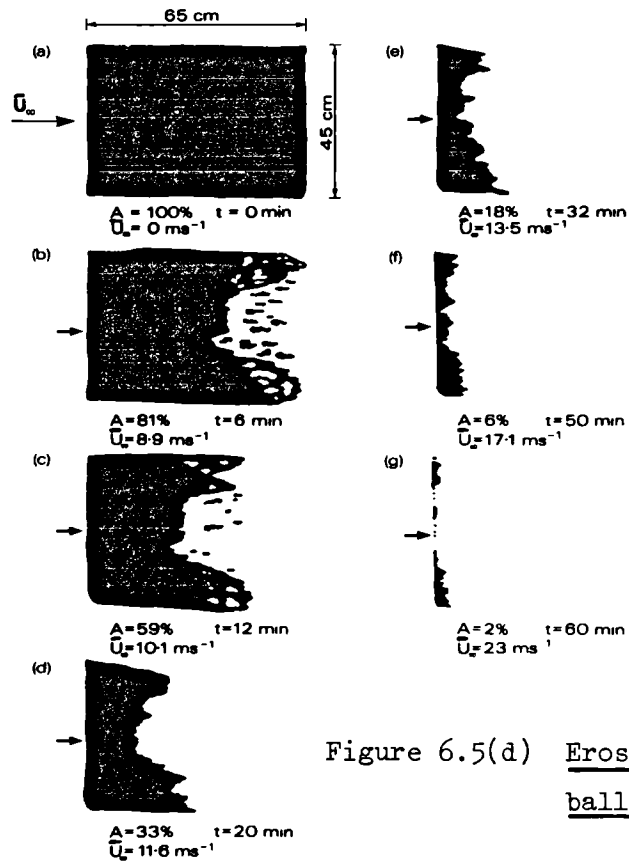 65 cm
(a)
Ū∞
45 cm
A = 100% t = 0 min
Ū∞= 0 ms⁻¹
(b)
A=81% t=6 min
Ū∞=8·9 ms⁻¹
(c)
A=59% t=12 min
Ū∞=10·1 ms⁻¹
(d)
A=33% t=20 min
Ū∞=11·6 ms⁻¹
(e)
A=18% t=32 min
Ū∞=13·5 ms⁻¹
(f)
A=6% t=50 min
Ū∞=17·1 ms⁻¹
(g)
A=2% t=60 min
Ū∞=23 ms⁻¹
Figure 6.5(d) Eros
ball